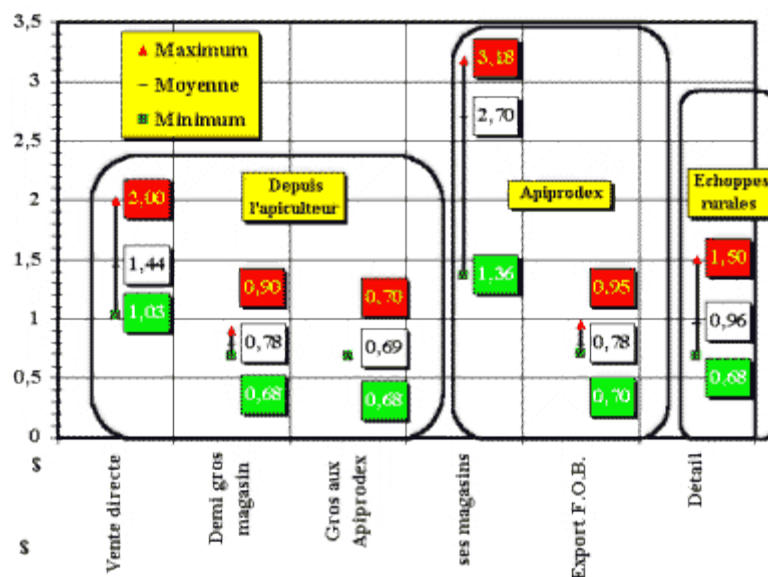 3,5
3
2,5
2
1,5
1
0,5
0
$
$
Maximum
Moyenne
Minimum
Depuis
l'apiculteur
Apiprodex
Echoppes
rurales
2,00
1,44
1,03
0,90
0,78
0,68
0,70
0,69
0,68
3,18
2,70
1,36
0,95
0,78
0,70
1,50
0,96
0,68
Vente directe
Demi gros
magasin
Gros aux
Apiprodex
ses magasins
Export F.O.B.
Détail